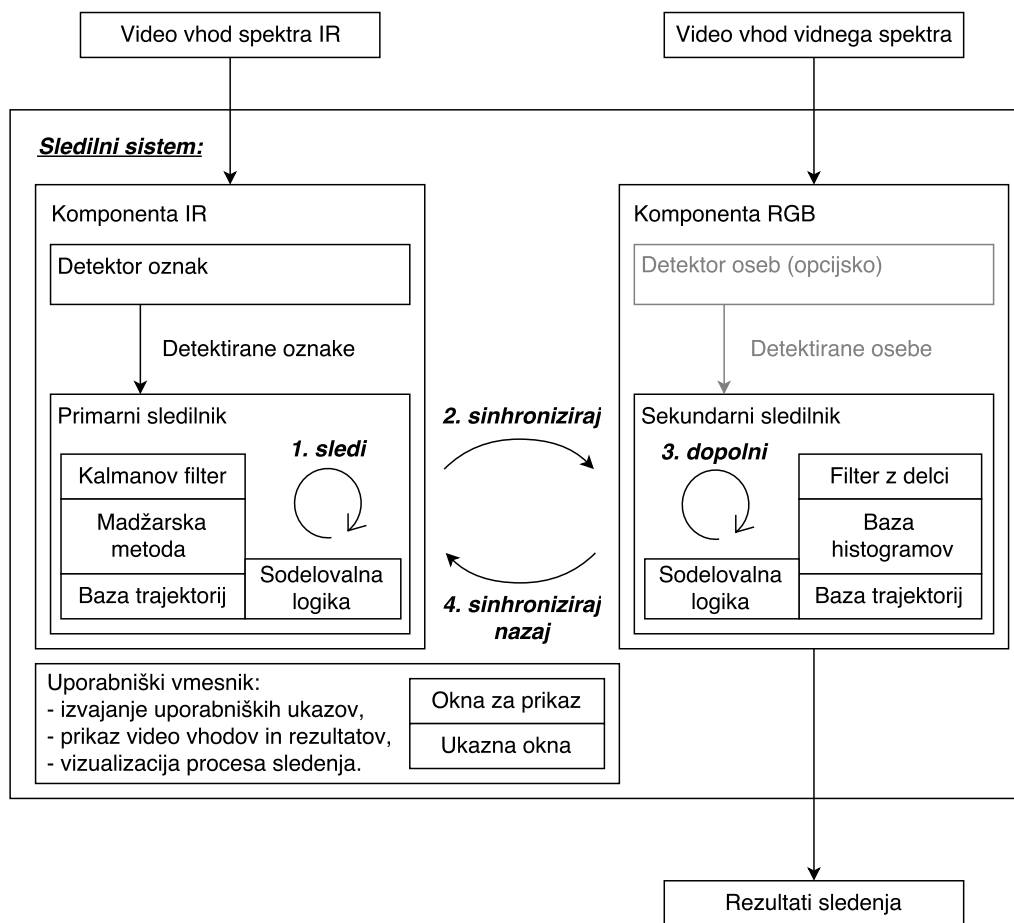 Video vhod spektra IR
Video vhod vidnega spektra
Sledilni sistem:
Komponenta IR
Detektor oznak
Detektirane oznake
Primarni sledilnik
1. sledi
Kalmanov filter
Madžarska
metoda
Baza trajektorij
Sodelovalna
logika
2. sinhroniziraj
4. sinhroniziraj
nazaj
Komponenta RGB
Detektor oseb (opcijsko)
Detektirane osebe
Sekundarni sledilnik
3. dopolni
Filter z delci
Baza
histogramov
Sodelovalna
logika
Baza trajektorij
Uporabniški vmesnik:
- izvajanje uporabniških ukazov,
- prikaz video vhodov in rezultatov,
- vizualizacija procesa sledenja.
Okna za prikaz
Ukazna okna
Rezultati sledenja